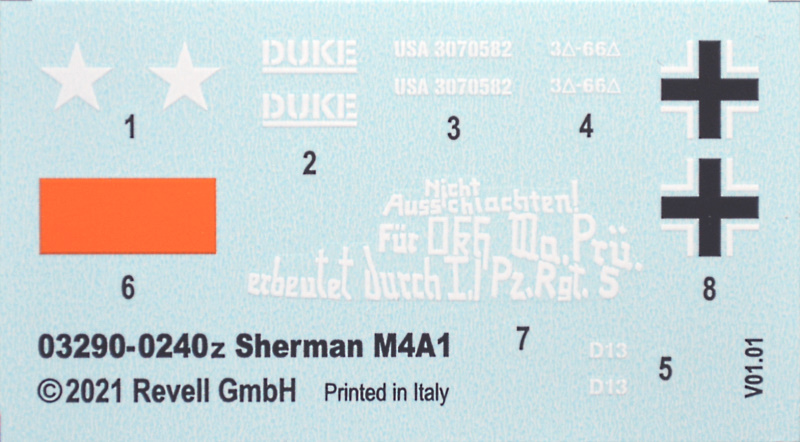 DUKE
DUKE
USA 3070582
USA 3070582
3Δ-66Δ
3Δ-66Δ
1
2
3
4
Nicht
Ausschlachten!
Für OKH Wa.Prü.
erbeutet durch I./Pz.Rgt. 5
6
7
8
D13
D13
5
03290-0240z Sherman M4A1
©2021 Revell GmbH Printed in Italy
V01.01